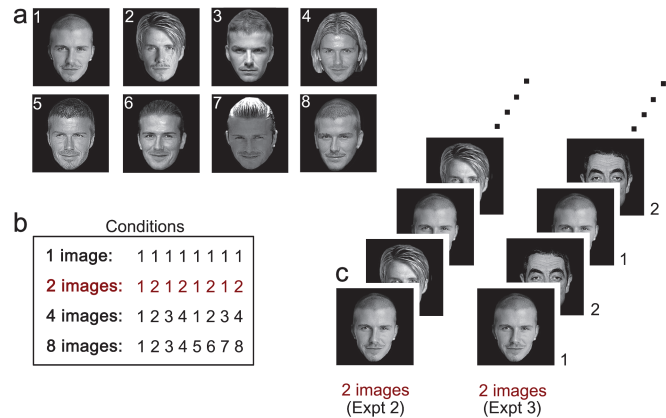 a
1 2 3 4
5 6 7 8
b
Conditions
1 image: 1 1 1 1 1 1 1 1
2 images: 1 2 1 2 1 2 1 2
4 images: 1 2 3 4 1 2 3 4
8 images: 1 2 3 4 5 6 7 8
c
2
1
2
1
2 images
(Expt 2)
2 images
(Expt 3)